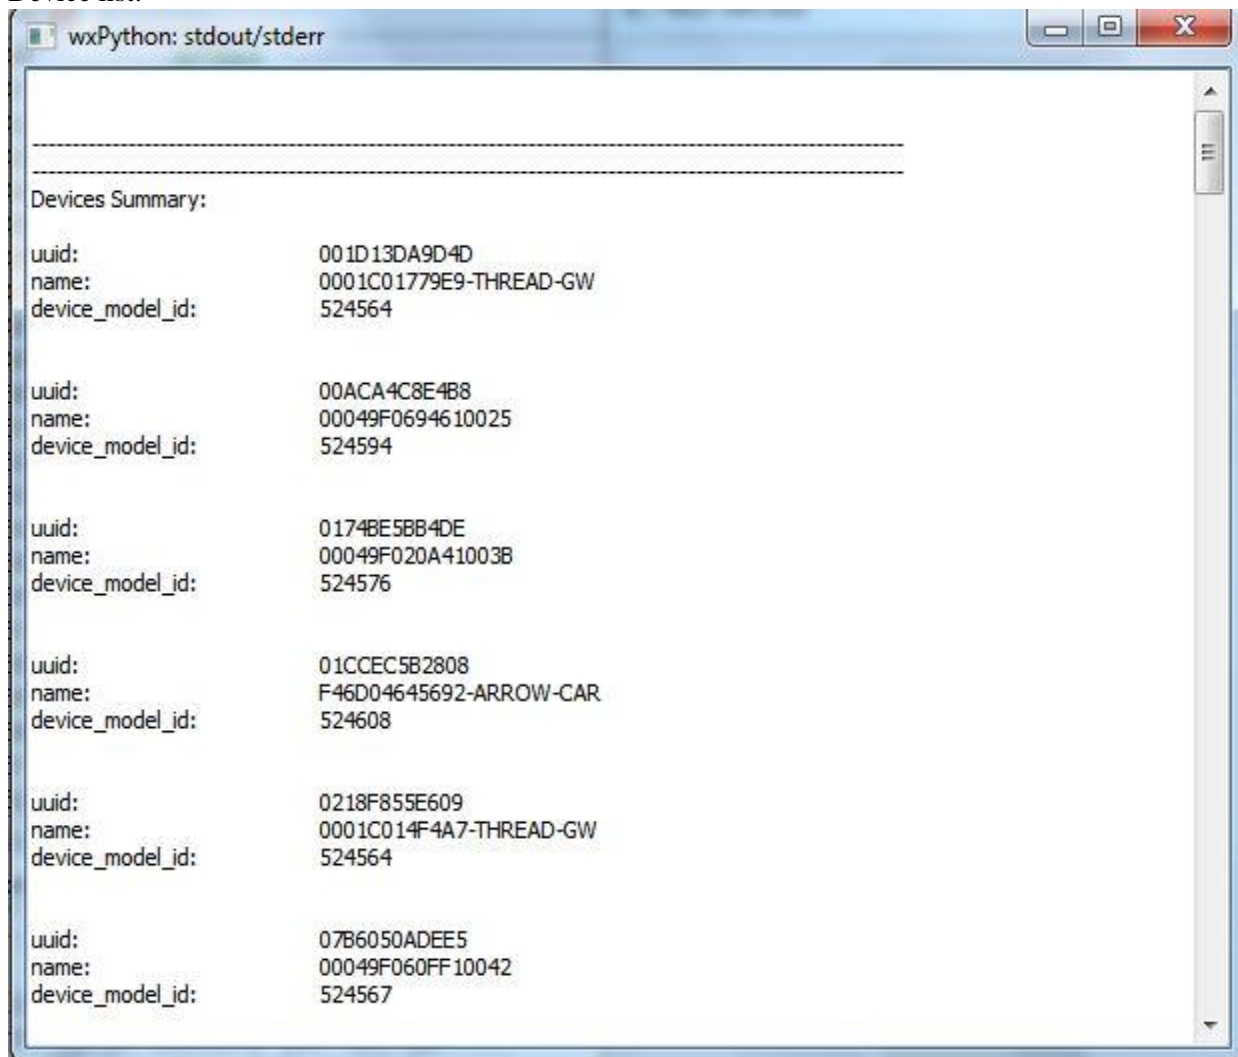 Device list:
wxPython: stdout/stderr
Devices Summary:
uuid: 001D13DA9D4D
name: 0001C01779E9-THREAD-GW
device_model_id: 524564
uuid: 00ACA4C8E4B8
name: 00049F0694610025
device_model_id: 524594
uuid: 0174BE5BB4DE
name: 00049F020A41003B
device_model_id: 524576
uuid: 01CCEC5B2808
name: F46D04645692-ARROW-CAR
device_model_id: 524608
uuid: 0218F855E609
name: 0001C014F4A7-THREAD-GW
device_model_id: 524564
uuid: 07B6050ADEE5
name: 00049F060FF10042
device_model_id: 524567